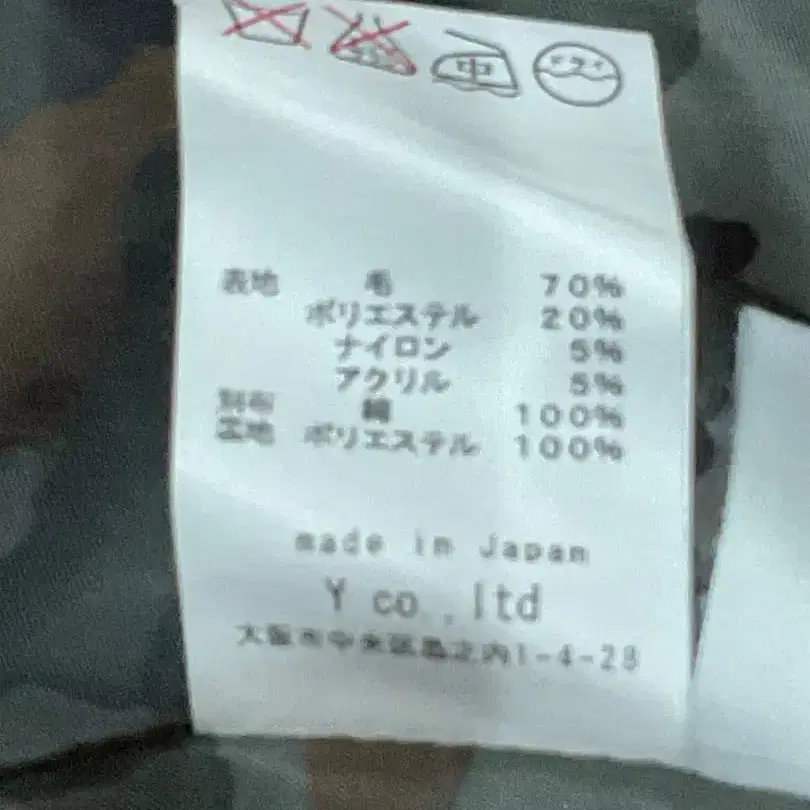 中
表地 毛 70%
ポリエステル 20%
ナイロン 5%
アクリル 5%
別布 綿 100%
裏地 ポリエステル 100%
made in Japan
Y co.,ltd
大阪市中央区島之内1-4-28